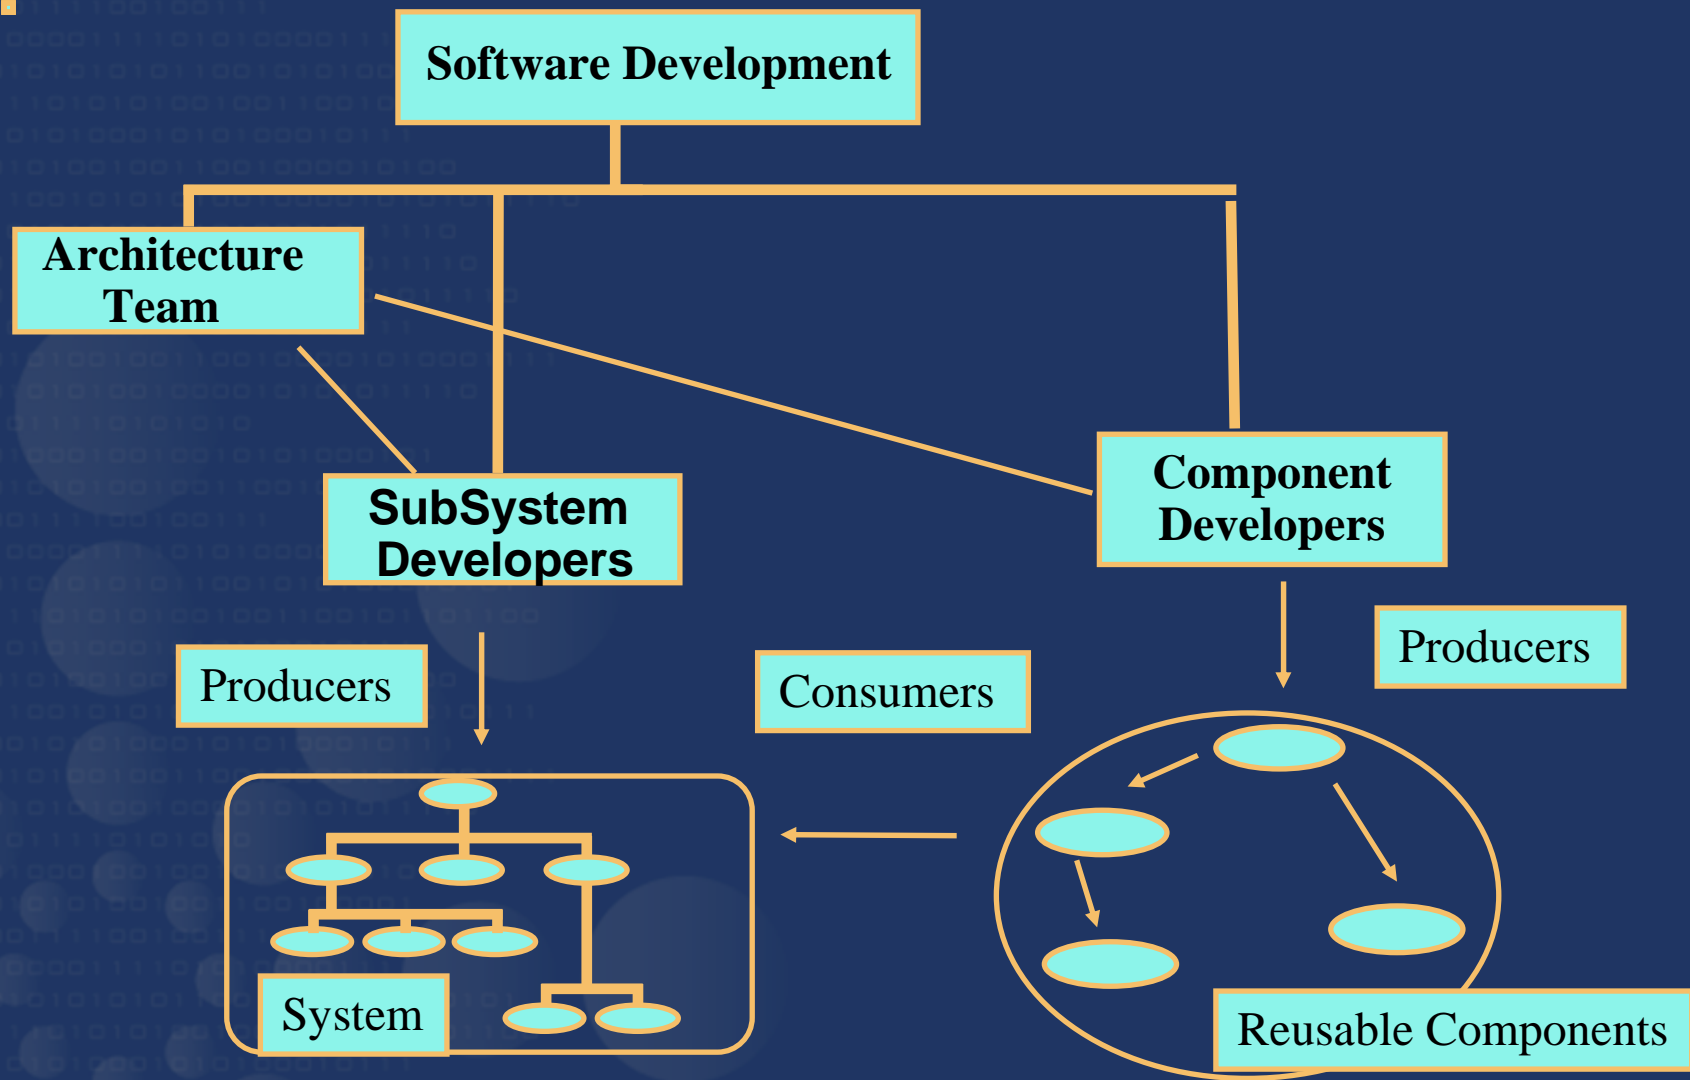 Software Development
Architecture
Team
SubSystem
Developers
Component
Developers
Producers
Consumers
Producers
System
Reusable Components